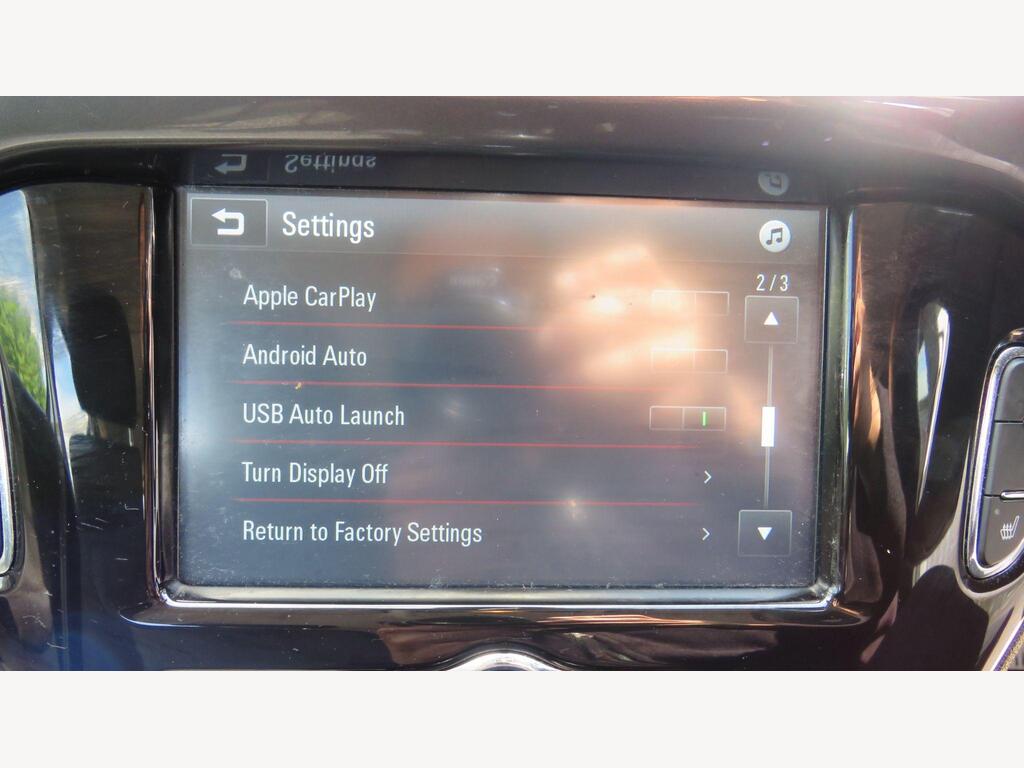 Settings
2/3
Apple CarPlay
Android Auto
USB Auto Launch
Turn Display Off
Return to Factory Settings